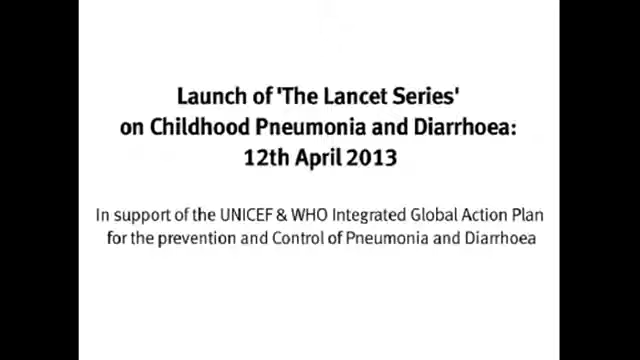 Launch of 'The Lancet Series'
on Childhood Pneumonia and Diarrhoea:
12th April 2013
In support of the UNICEF & WHO Integrated Global Action Plan
for the prevention and Control of Pneumonia and Diarrhoea